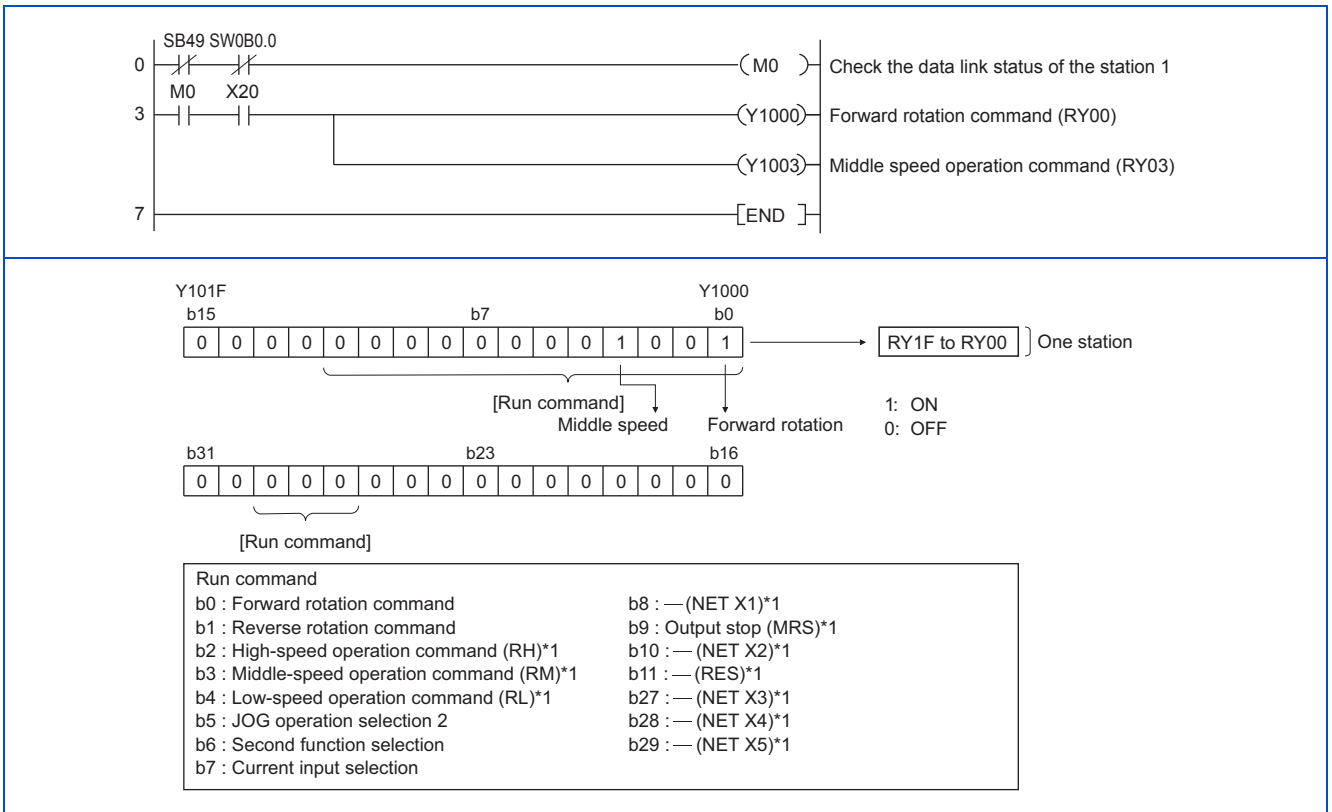 SB49 SW0B0.0
0 M0 Check the data link status of the station 1
M0 X20
3 Y1000 Forward rotation command (RY00)
Y1003 Middle speed operation command (RY03)
7 END
Y101F Y1000
b15 b7 b0
0 0 0 0 0 0 0 0 0 0 0 0 1 0 0 1 RY1F to RY00 One station
[Run command] 1: ON
Middle speed Forward rotation 0: OFF
b31 b23 b16
0 0 0 0 0 0 0 0 0 0 0 0 0 0 0 0
[Run command]
Run command
b0 : Forward rotation command
b1 : Reverse rotation command
b2 : High-speed operation command (RH)*1
b3 : Middle-speed operation command (RM)*1
b4 : Low-speed operation command (RL)*1
b5 : JOG operation selection 2
b6 : Second function selection
b7 : Current input selection
b8 : — (NET X1)*1
b9 : Output stop (MRS)*1
b10 : — (NET X2)*1
b11 : — (RES)*1
b27 : — (NET X3)*1
b28 : — (NET X4)*1
b29 : — (NET X5)*1